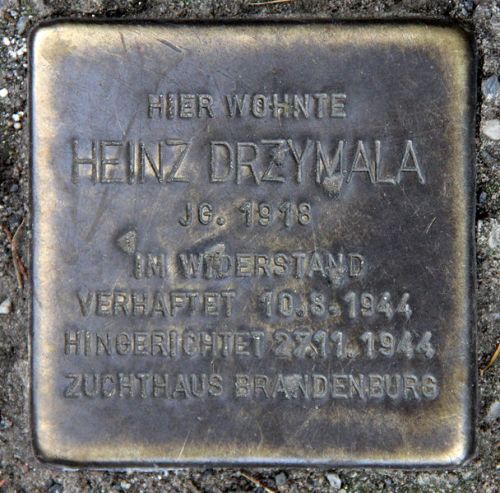 HIER WOHNTE
HEINZ DRZYMALA
JG. 1918
IM WIDERSTAND
VERHAFTET 10.8.1944
HINGERICHTET 27.11.1944
ZUCHTHAUS BRANDENBURG